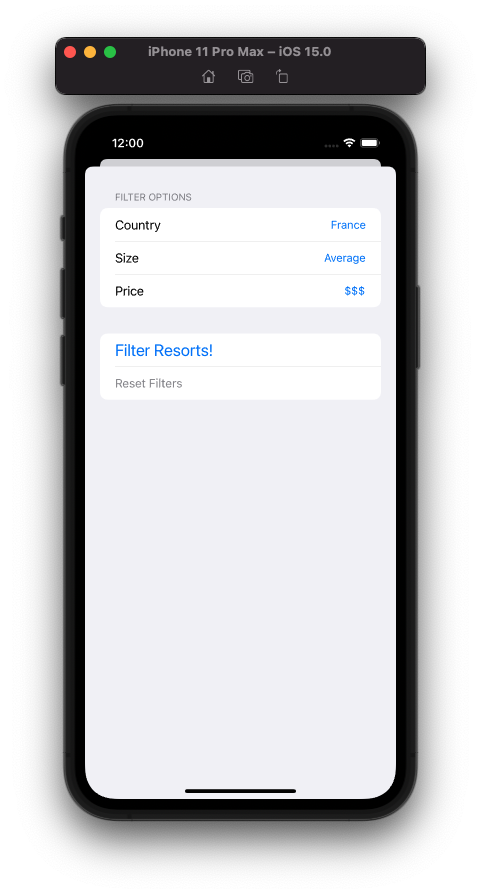 iPhone 11 Pro Max – iOS 15.0
12:00
FILTER OPTIONS
Country France
Size Average
Price $$$
Filter Resorts!
Reset Filters